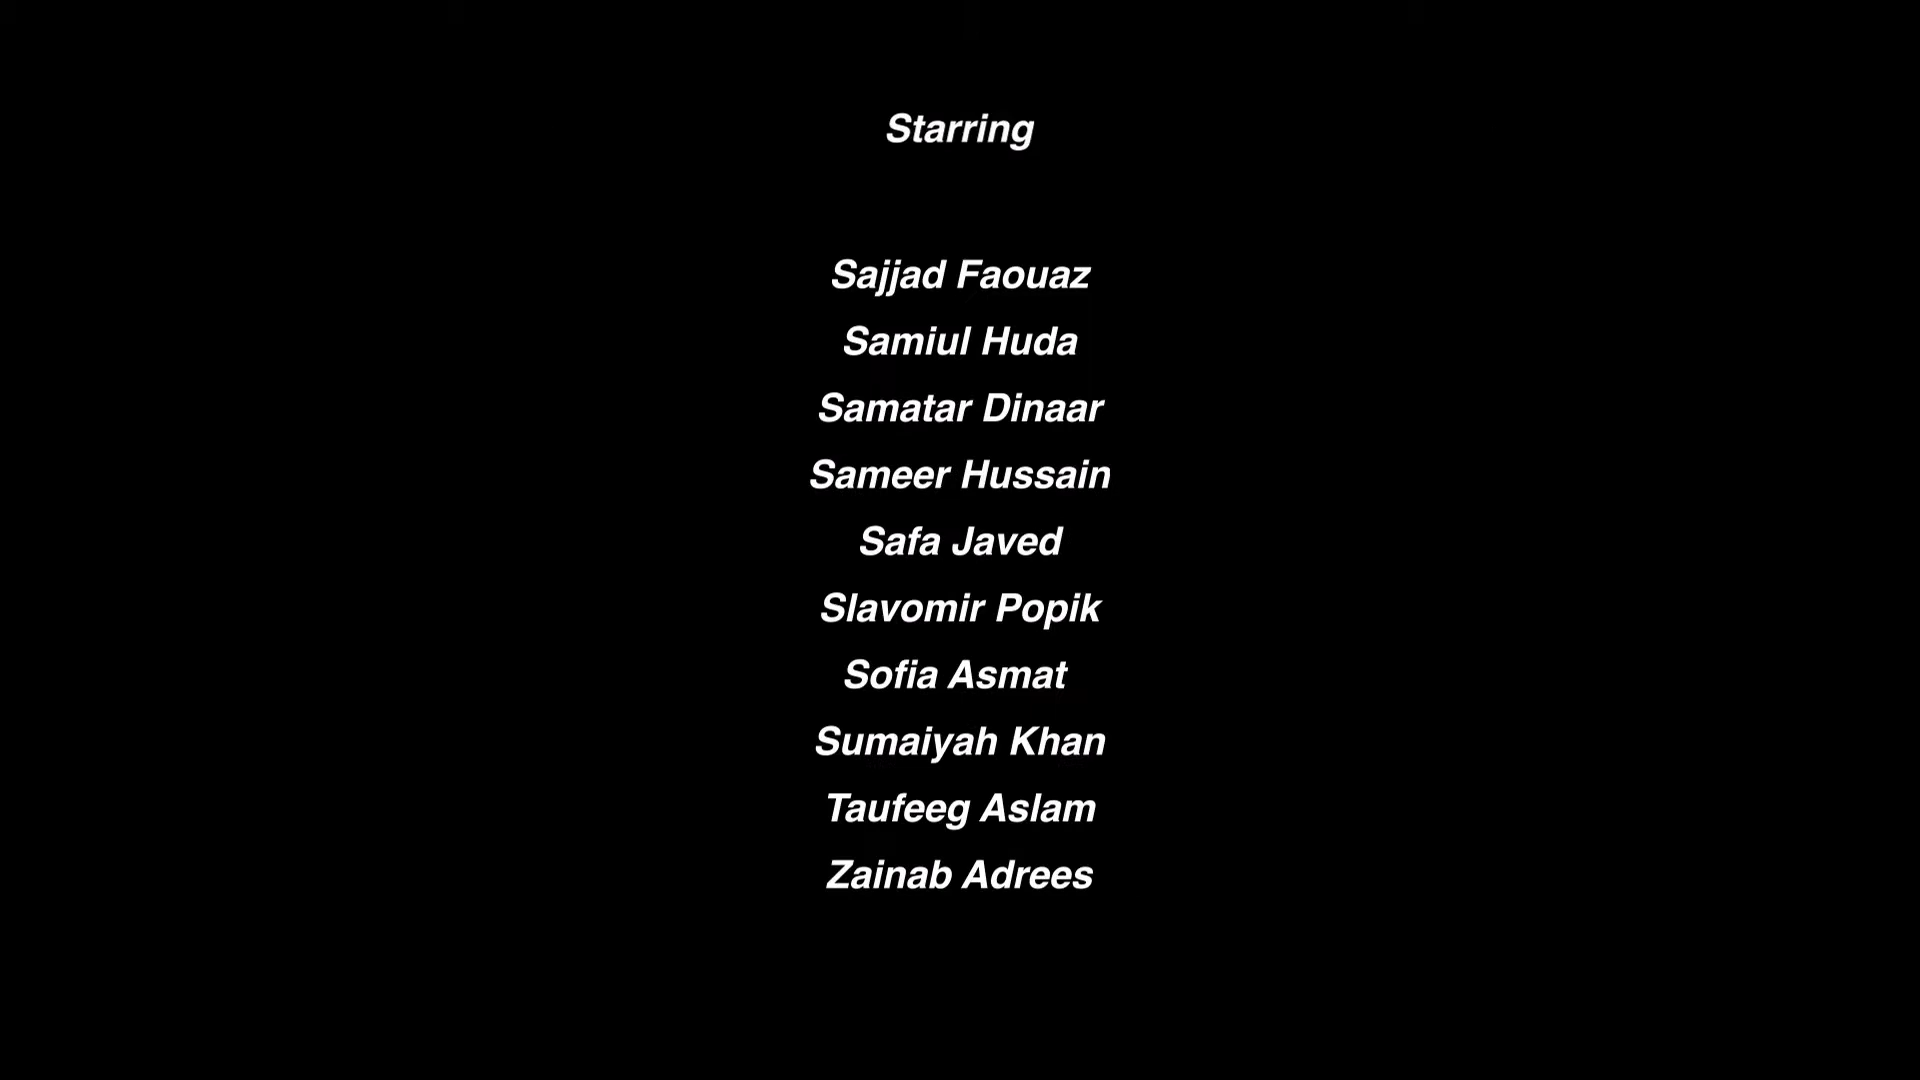 Starring
Sajjad Faouaz
Samiul Huda
Samatar Dinaar
Sameer Hussain
Safa Javed
Slavomir Popik
Sofia Asmat
Sumaiyah Khan
Taufeeg Aslam
Zainab Adrees